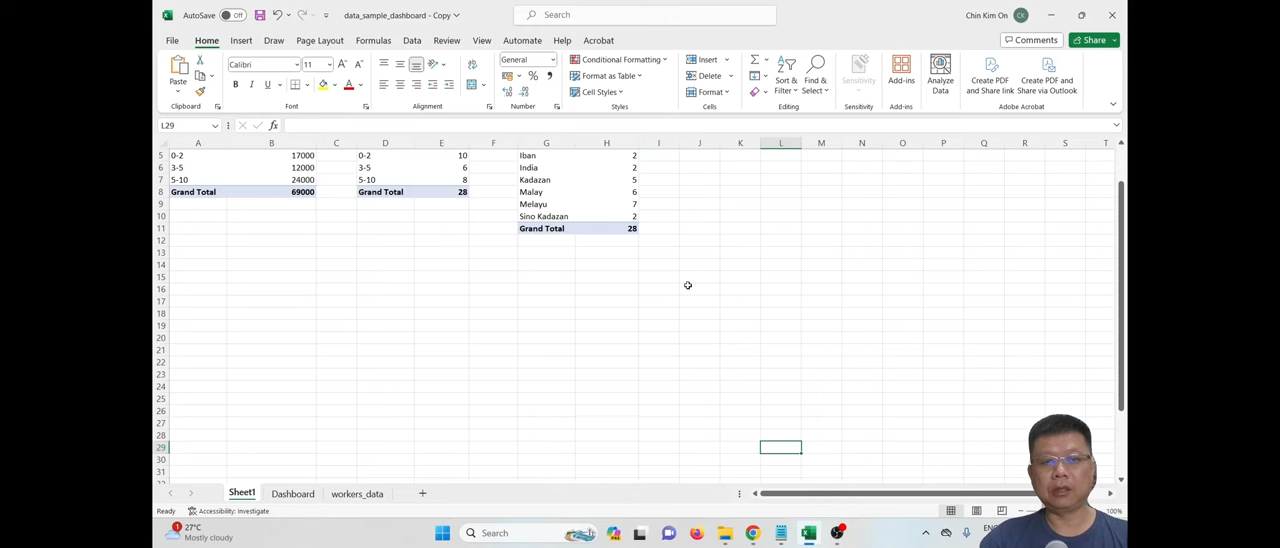 AutoSave Off data_sample_dashboard - Copy Search Chin Kim On CK
File Home Insert Draw Page Layout Formulas Data Review View Automate Help Acrobat Comments Share
Paste Calibri 11 A A ab General Conditional Formatting Insert Σ Sort & Filter Find & Select Sensitivity Add-ins Analyze Data Create PDF and Share link Create PDF and Share via Outlook
B I U A % , Format as Table Delete
Cell Styles Format
Clipboard Font Alignment Number Styles Cells Editing Sensitivity Add-ins Adobe Acrobat
L29 fx
A B C D E F G H I J K L M N O P Q R S T
5 0-2 17000 0-2 10 Iban 2
6 3-5 12000 3-5 6 India 2
7 5-10 24000 5-10 8 Kadazan 5
8 Grand Total 69000 Grand Total 28 Malay 6
9 Melayu 7
10 Sino Kadazan 2
11 Grand Total 28
12
13
14
15
16
17
18
19
20
21
22
23
24
25
26
27
28
29
30
31
Sheet1 Dashboard workers_data
Ready Accessibility: Investigate 100%
27°C
Mostly cloudy
Search